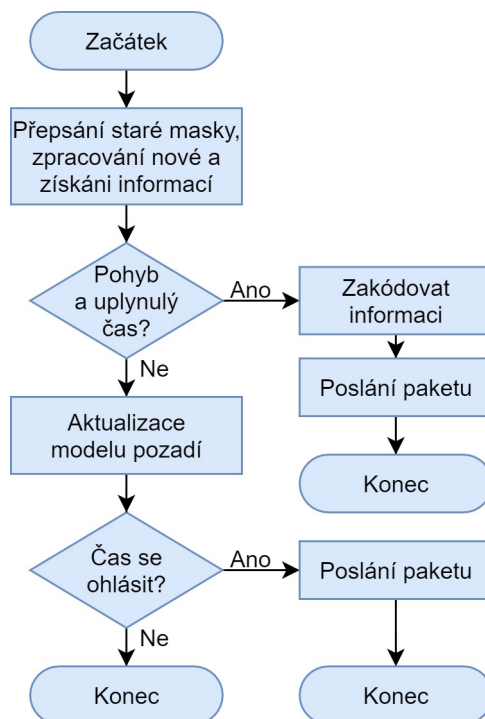 Začátek
Přepsání staré masky,
zpracování nové a
získáni informací
Pohyb
a uplynulý
čas?
Ano
Zakódovat
informaci
Ne
Poslání paketu
Aktualizace
modelu pozadí
Konec
Čas se
ohlásit?
Ano
Poslání paketu
Ne
Konec
Konec